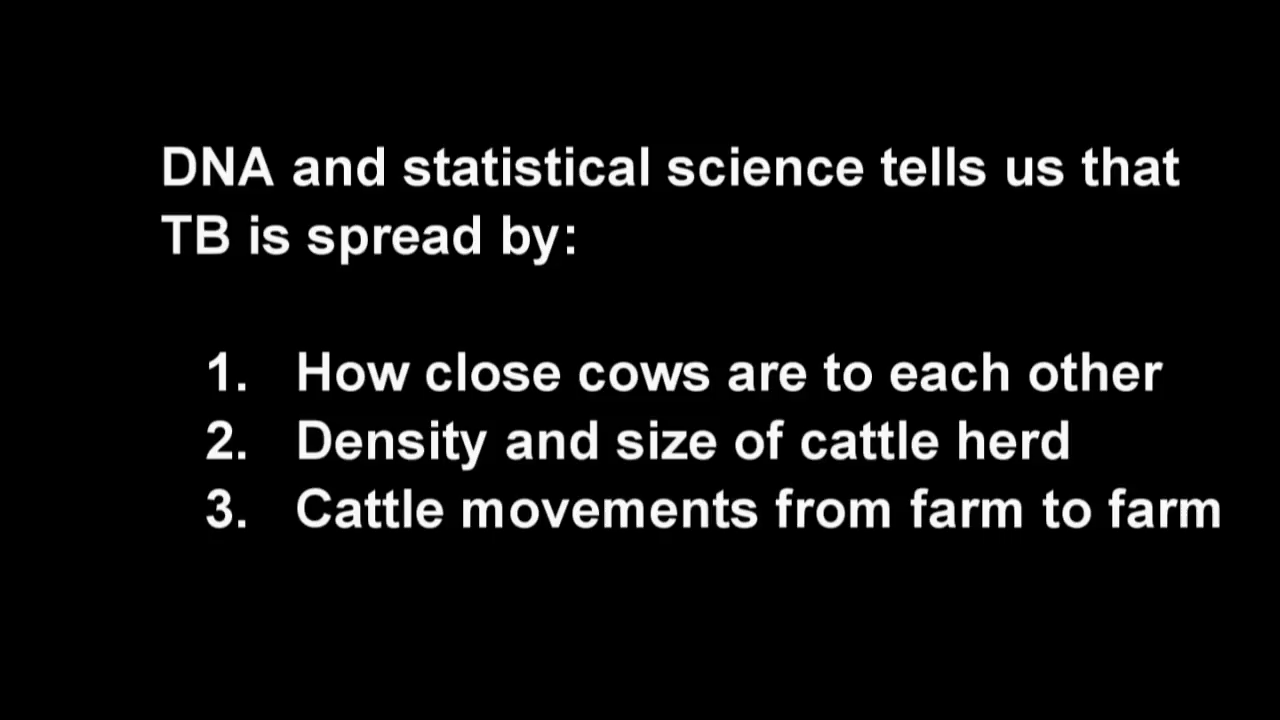 DNA and statistical science tells us that
TB is spread by:
1. How close cows are to each other
2. Density and size of cattle herd
3. Cattle movements from farm to farm